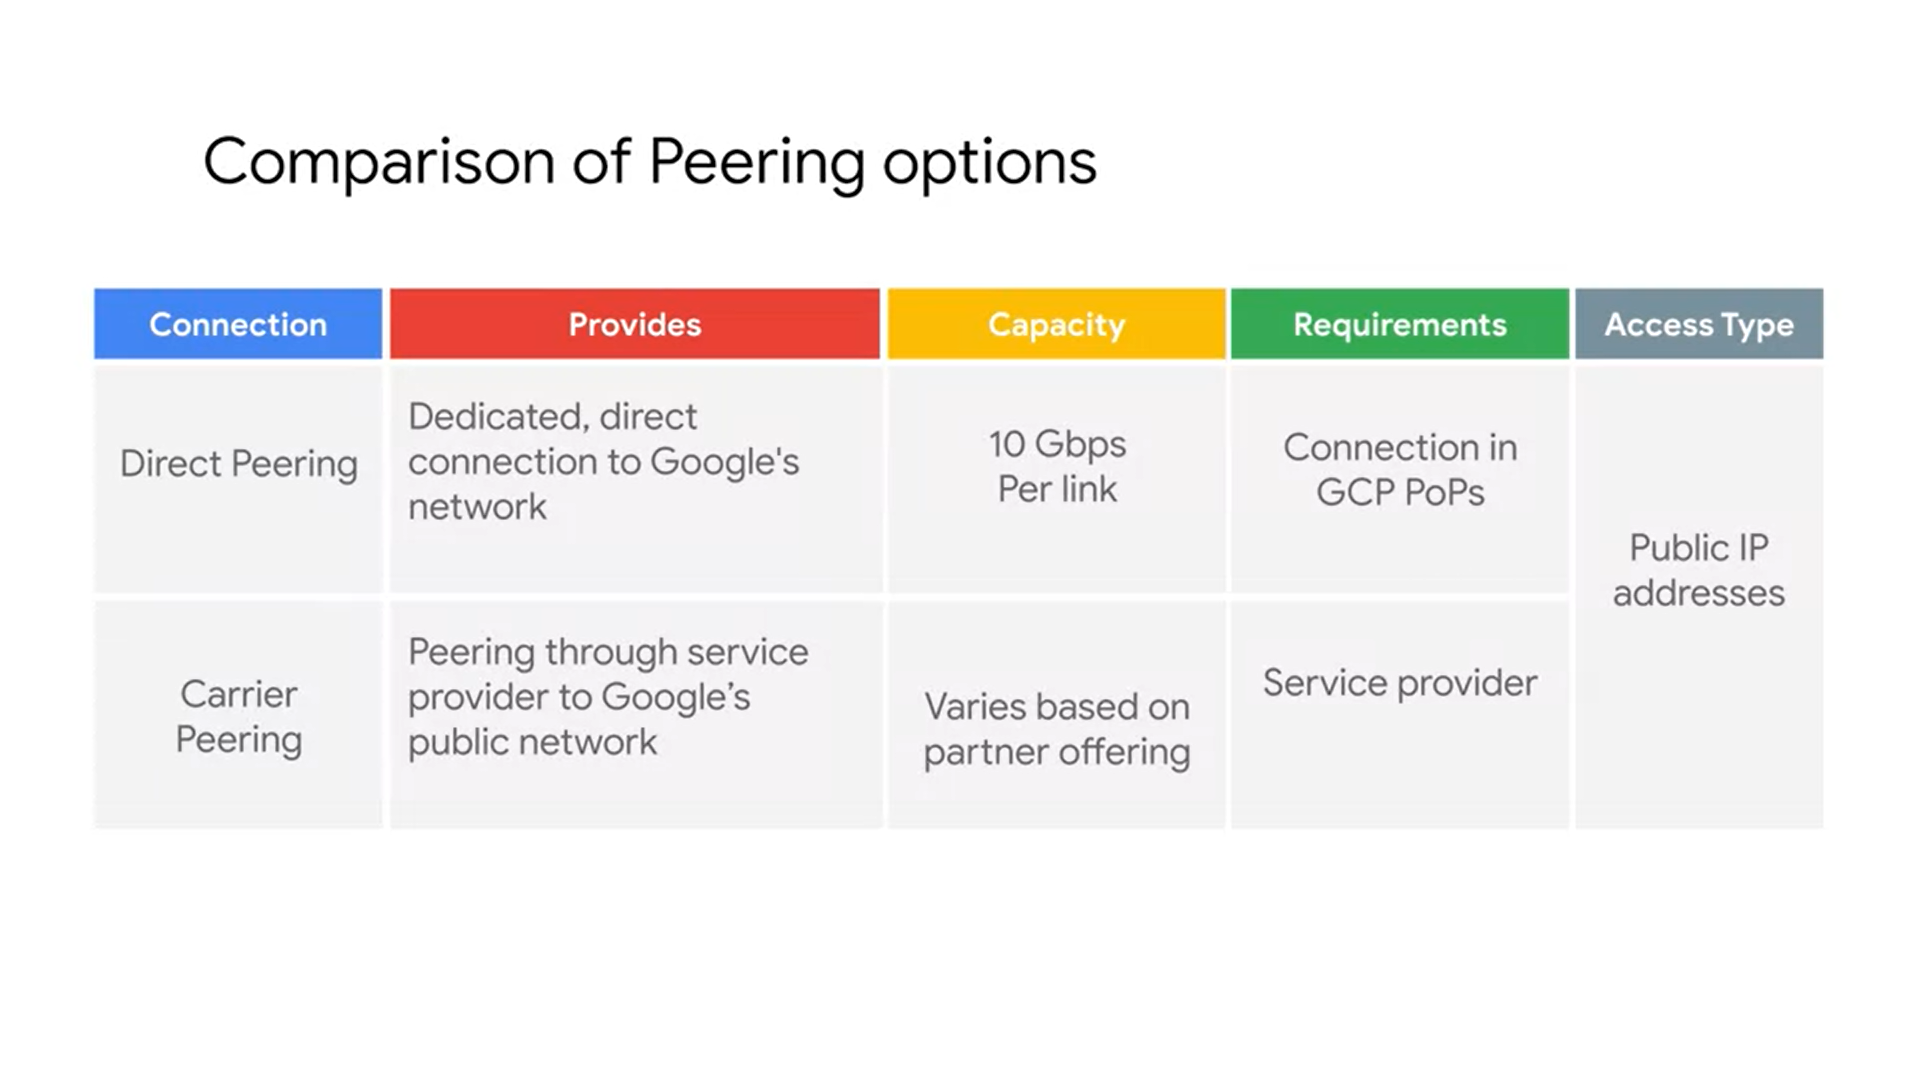 Comparison of Peering options
Connection
Provides
Capacity
Requirements
Access Type
Direct Peering
Dedicated, direct
connection to Google's
network
10 Gbps
Per link
Connection in
GCP PoPs
Public IP
addresses
Carrier
Peering
Peering through service
provider to Google’s
public network
Varies based on
partner offering
Service provider